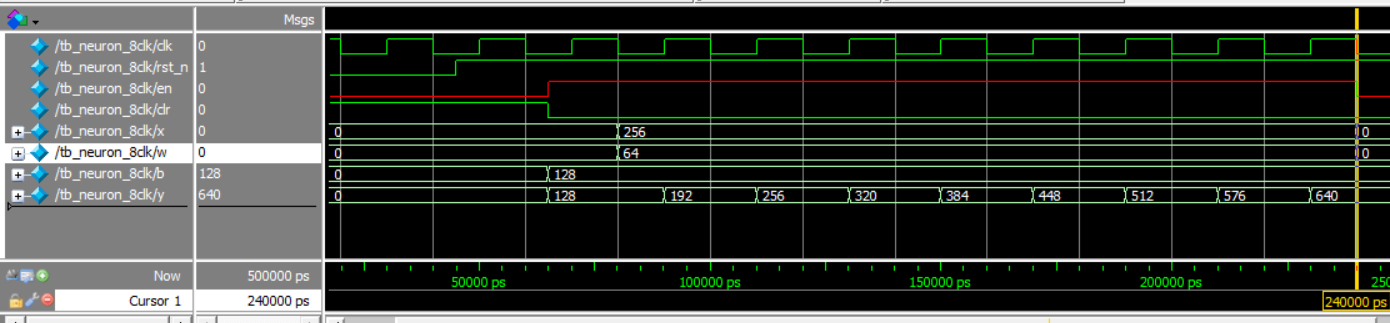 Msgs
/tb_neuron_8clk/clk 0
/tb_neuron_8clk/rst_n 1
/tb_neuron_8clk/en 0
/tb_neuron_8clk/clr 0
/tb_neuron_8clk/x 0 0 256 0
/tb_neuron_8clk/w 0 0 64 0
/tb_neuron_8clk/b 128 0 128
/tb_neuron_8clk/y 640 0 128 192 256 320 384 448 512 576 640
Now 500000 ps 50000 ps 100000 ps 150000 ps 200000 ps 250
Cursor 1 240000 ps 240000 ps